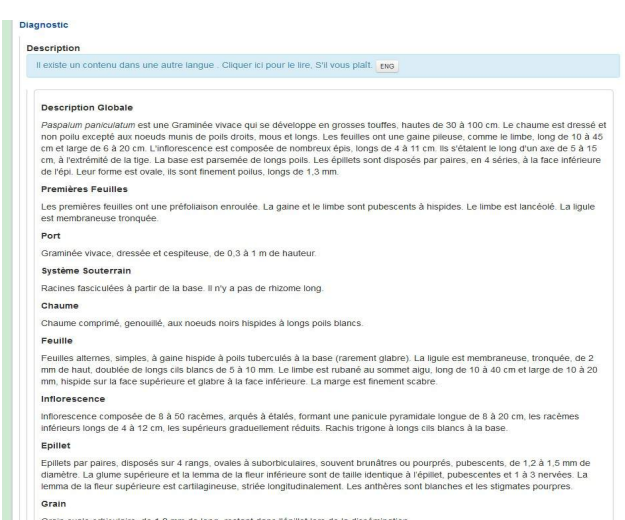 Diagnostic
Description
Il existe un contenu dans une autre langue . Cliquer ici pour le lire, S'il vous plaît. ENG
Description Globale
Paspalum paniculatum est une Graminée vivace qui se développe en grosses touffes, hautes de 30 à 100 cm. Le chaume est dressé et
non poilu excepté aux noeuds munis de poils droits, mous et longs. Les feuilles ont une gaine pileuse, comme le limbe, long de 10 à 45
cm et large de 6 à 20 cm. L'inflorescence est composée de nombreux épis, longs de 4 à 11 cm. Ils s'étalent le long d'un axe de 5 à 15
cm, à l'extrémité de la tige. La base est parsemée de longs poils. Les épillets sont disposés par paires, en 4 séries, à la face inférieure
de l'épi. Leur forme est ovale, ils sont finement poilus, longs de 1,3 mm.
Premières Feuilles
Les premières feuilles ont une préfoliaison enroulée. La gaine et le limbe sont pubescents à hispides. Le limbe est lancéolé. La ligule
est membraneuse tronquée.
Port
Graminée vivace, dressée et cespiteuse, de 0,3 à 1 m de hauteur.
Système Souterrain
Racines fasciculées à partir de la base. Il n'y a pas de rhizome long.
Chaume
Chaume comprimé, genouillé, aux noeuds noirs hispides à longs poils blancs.
Feuille
Feuilles alternes, simples, à gaine hispide à poils tuberculés à la base (rarement glabre). La ligule est membraneuse, tronquée, de 2
mm de haut, doublée de longs cils blancs de 5 à 10 mm. Le limbe est rubané au sommet aigu, long de 10 à 40 cm et large de 10 à 20
mm, hispide sur la face supérieure et glabre à la face inférieure. La marge est finement scabre.
Inflorescence
Inflorescence composée de 8 à 50 racèmes, arqués à étalés, formant une panicule pyramidale longue de 8 à 20 cm, les racèmes
inférieurs longs de 4 à 12 cm, les supérieurs graduellement réduits. Rachis trigone à longs cils blancs à la base.
Epillet
Epillets par paires, disposés sur 4 rangs, ovales à suborbiculaires, souvent brunâtres ou pourprés, pubescents, de 1,2 à 1,5 mm de
diamètre. La glume supérieure et la lemma de la fleur inférieure sont de taille identique à l'épillet, pubescentes et 1 à 3 nervées. La
lemma de la fleur supérieure est cartilagineuse, striée longitudinalement. Les anthères sont blanches et les stigmates pourpres.
Grain